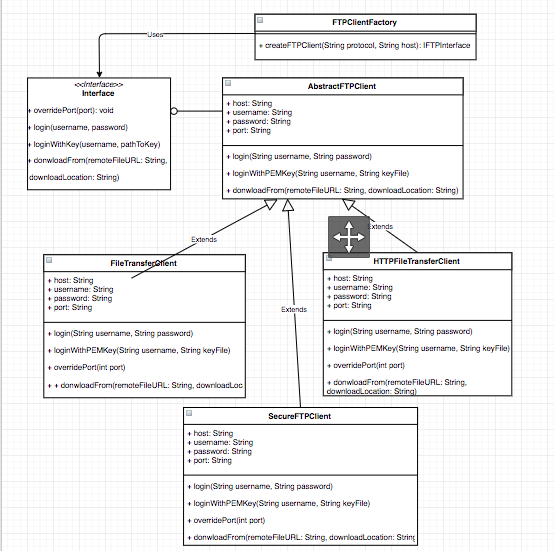 FTPClientFactory
+ createFTPClient(String protocol, String host): IFTPInterface
Uses
<<Interface>>
Interface
+ overridePort(port): void
+ login(username, password)
+ loginWithKey(username, pathToKey)
+ donwloadFrom(remoteFileURL: String,
downloadLocation: String)
AbstractFTPClient
+ host: String
+ username: String
+ password: String
+ port: String
+ login(String username, String password)
+ loginWithPEMKey(String username, String keyFile)
+ donwloadFrom(remoteFileURL: String, downloadLocation: String)
Extends
Extends
Extends
FileTransferClient
+ host: String
+ username: String
+ password: String
+ port: String
+ login(String username, String password)
+ loginWithPEMKey(String username, String keyFile)
+ overridePort(int port)
+ + donwloadFrom(remoteFileURL: String, downloadLoc
HTTPFileTransferClient
+ host: String
+ username: String
+ password: String
+ port: String
+ login(String username, String password)
+ loginWithPEMKey(String username, String keyFile)
+ overridePort(int port)
+ donwloadFrom(remoteFileURL: String,
downloadLocation: String)
SecureFTPClient
+ host: String
+ username: String
+ password: String
+ port: String
+ login(String username, String password)
+ loginWithPEMKey(String username, String keyFile)
+ overridePort(int port)
+ donwloadFrom(remoteFileURL: String, downloadLocation: String